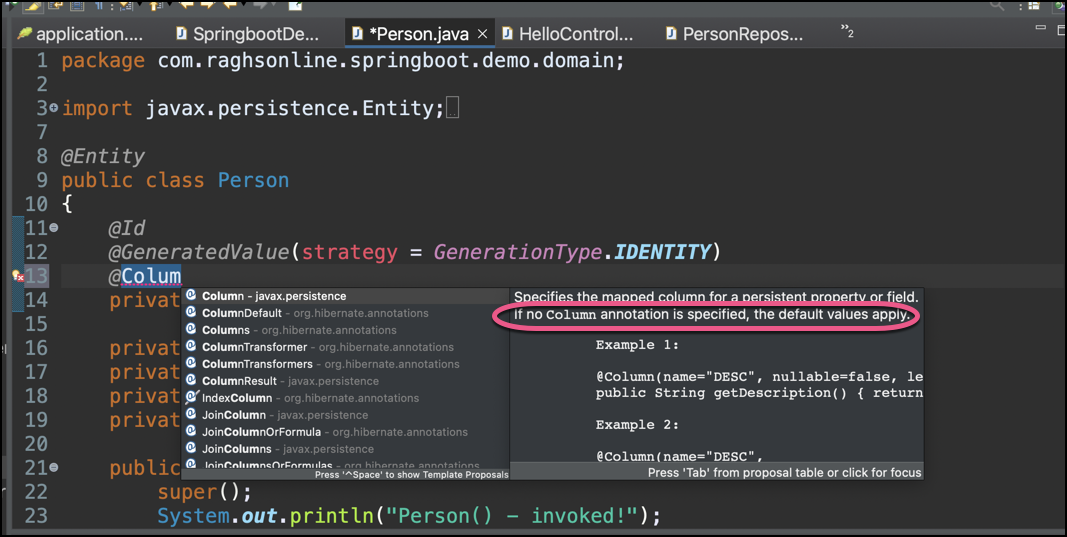 application.... SpringbootDe... *Person.java HelloControl... PersonRepos... »2
1 package com.raghsonline.springboot.demo.domain;
2
3 import javax.persistence.Entity;
7
8 @Entity
9 public class Person
10 {
11 @Id
12 @GeneratedValue(strategy = GenerationType.IDENTITY)
13 @Colum
14 privat
15
16 privat
17 privat
18 privat
19 privat
20
21 public
22 super();
23 System.out.println("Person() - invoked!");
Column - javax.persistence
ColumnDefault - org.hibernate.annotations
Columns - org.hibernate.annotations
ColumnTransformer - org.hibernate.annotations
ColumnTransformers - org.hibernate.annotations
ColumnResult - javax.persistence
IndexColumn - org.hibernate.annotations
JoinColumn - javax.persistence
JoinColumnOrFormula - org.hibernate.annotations
JoinColumns - javax.persistence
JoinColumnsOrFormulas - org.hibernate.annotations
Press '^Space' to show Template Proposals
Specifies the mapped column for a persistent property or field.
If no Column annotation is specified, the default values apply.
Example 1:
@Column(name="DESC", nullable=false, le
public String getDescription() { return
Example 2:
@Column(name="DESC",
Press 'Tab' from proposal table or click for focus